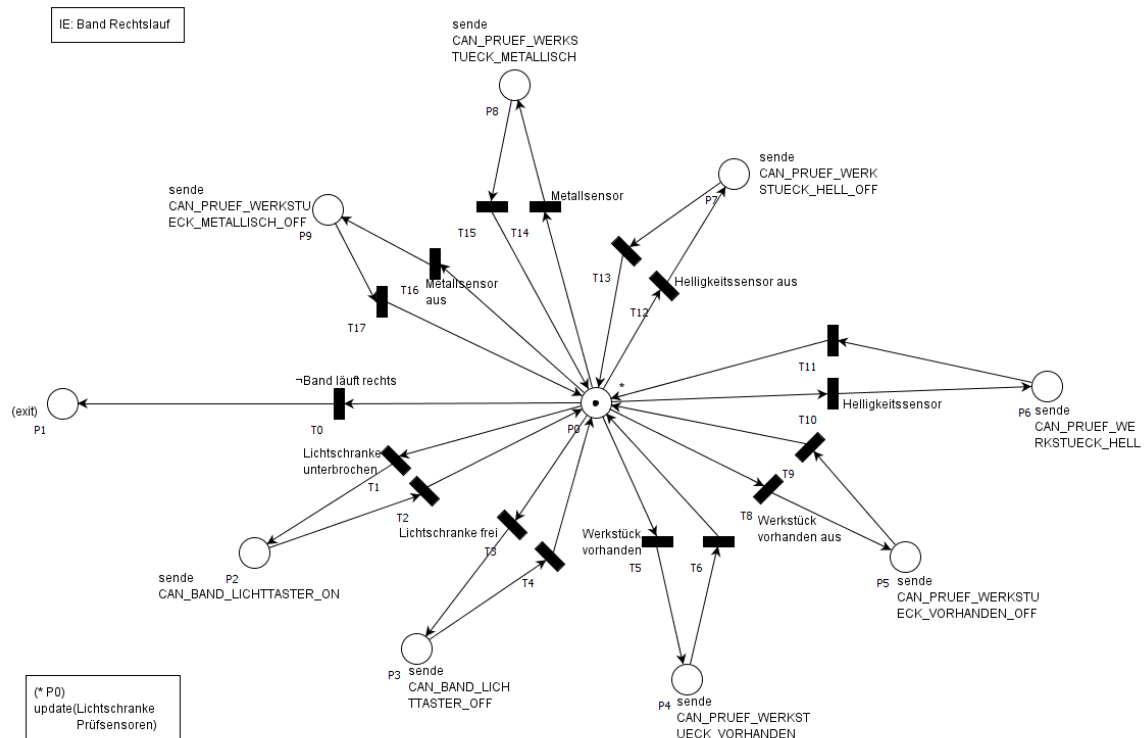 IE: Band Rechtslauf
sende
CAN_PRUEF_WERKS
TUECK_METALLISCH
P8
sende
CAN_PRUEF_WERK
STUECK_HELL_OFF
P7
sende
CAN_PRUEF_WERKSTU
ECK_METALLISCH_OFF
P9
Metallsensor
T15
T14
T13
Helligkeitssensor aus
T12
T16
Metallsensor
aus
T17
T11
¬Band läuft rechts
*
(exit)
P1
T0
P0
Helligkeitssensor
T10
P6
sende
CAN_PRUEF_WE
RKSTUECK_HELL
Lichtschranke
unterbrochen
T1
T2
T9
T8
Werkstück
vorhanden aus
Lichtschranke frei
T3
T4
Werkstück
vorhanden
T5
T6
P2
sende
CAN_BAND_LICHTTASTER_ON
P5
sende
CAN_PRUEF_WERKSTU
ECK_VORHANDEN_OFF
P3
sende
CAN_BAND_LICH
TTASTER_OFF
P4
sende
CAN_PRUEF_WERKST
UECK_VORHANDEN
(* P0)
update(Lichtschranke
Prüfsensoren)